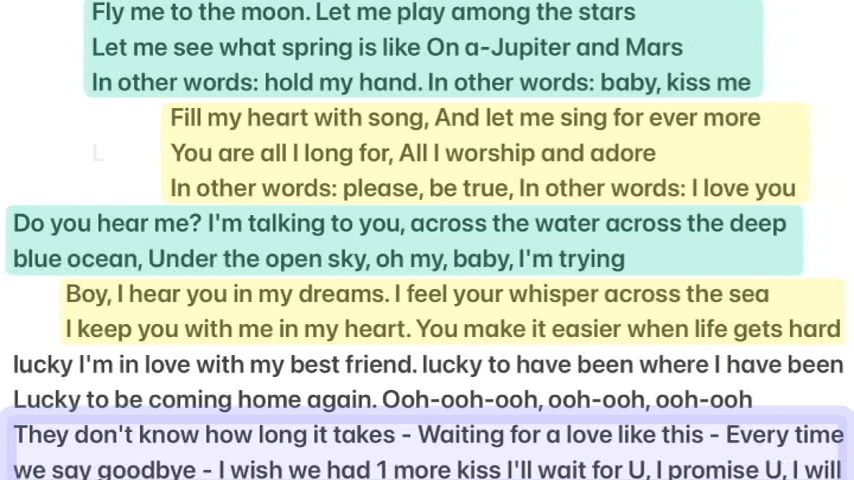 Fly me to the moon. Let me play among the stars
Let me see what spring is like On a-Jupiter and Mars
In other words: hold my hand. In other words: baby, kiss me
Fill my heart with song, And let me sing for ever more
L
You are all I long for, All I worship and adore
In other words: please, be true, In other words: I love you
Do you hear me? I'm talking to you, across the water across the deep
blue ocean, Under the open sky, oh my, baby, I'm trying
Boy, I hear you in my dreams. I feel your whisper across the sea
I keep you with me in my heart. You make it easier when life gets hard
lucky I'm in love with my best friend. lucky to have been where I have been
Lucky to be coming home again. Ooh-ooh-ooh, ooh-ooh, ooh-ooh
They don't know how long it takes - Waiting for a love like this - Every time
we say goodbye - I wish we had 1 more kiss I'll wait for U, I promise U, I will